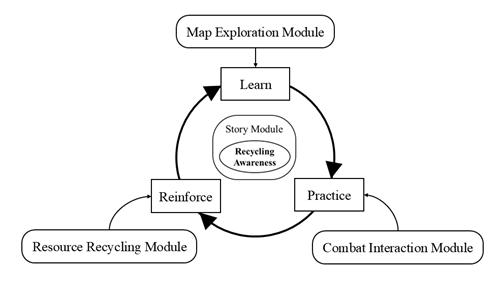 Map Exploration Module
Learn
Story Module
Recycling
Awareness
Reinforce
Practice
Resource Recycling Module
Combat Interaction Module